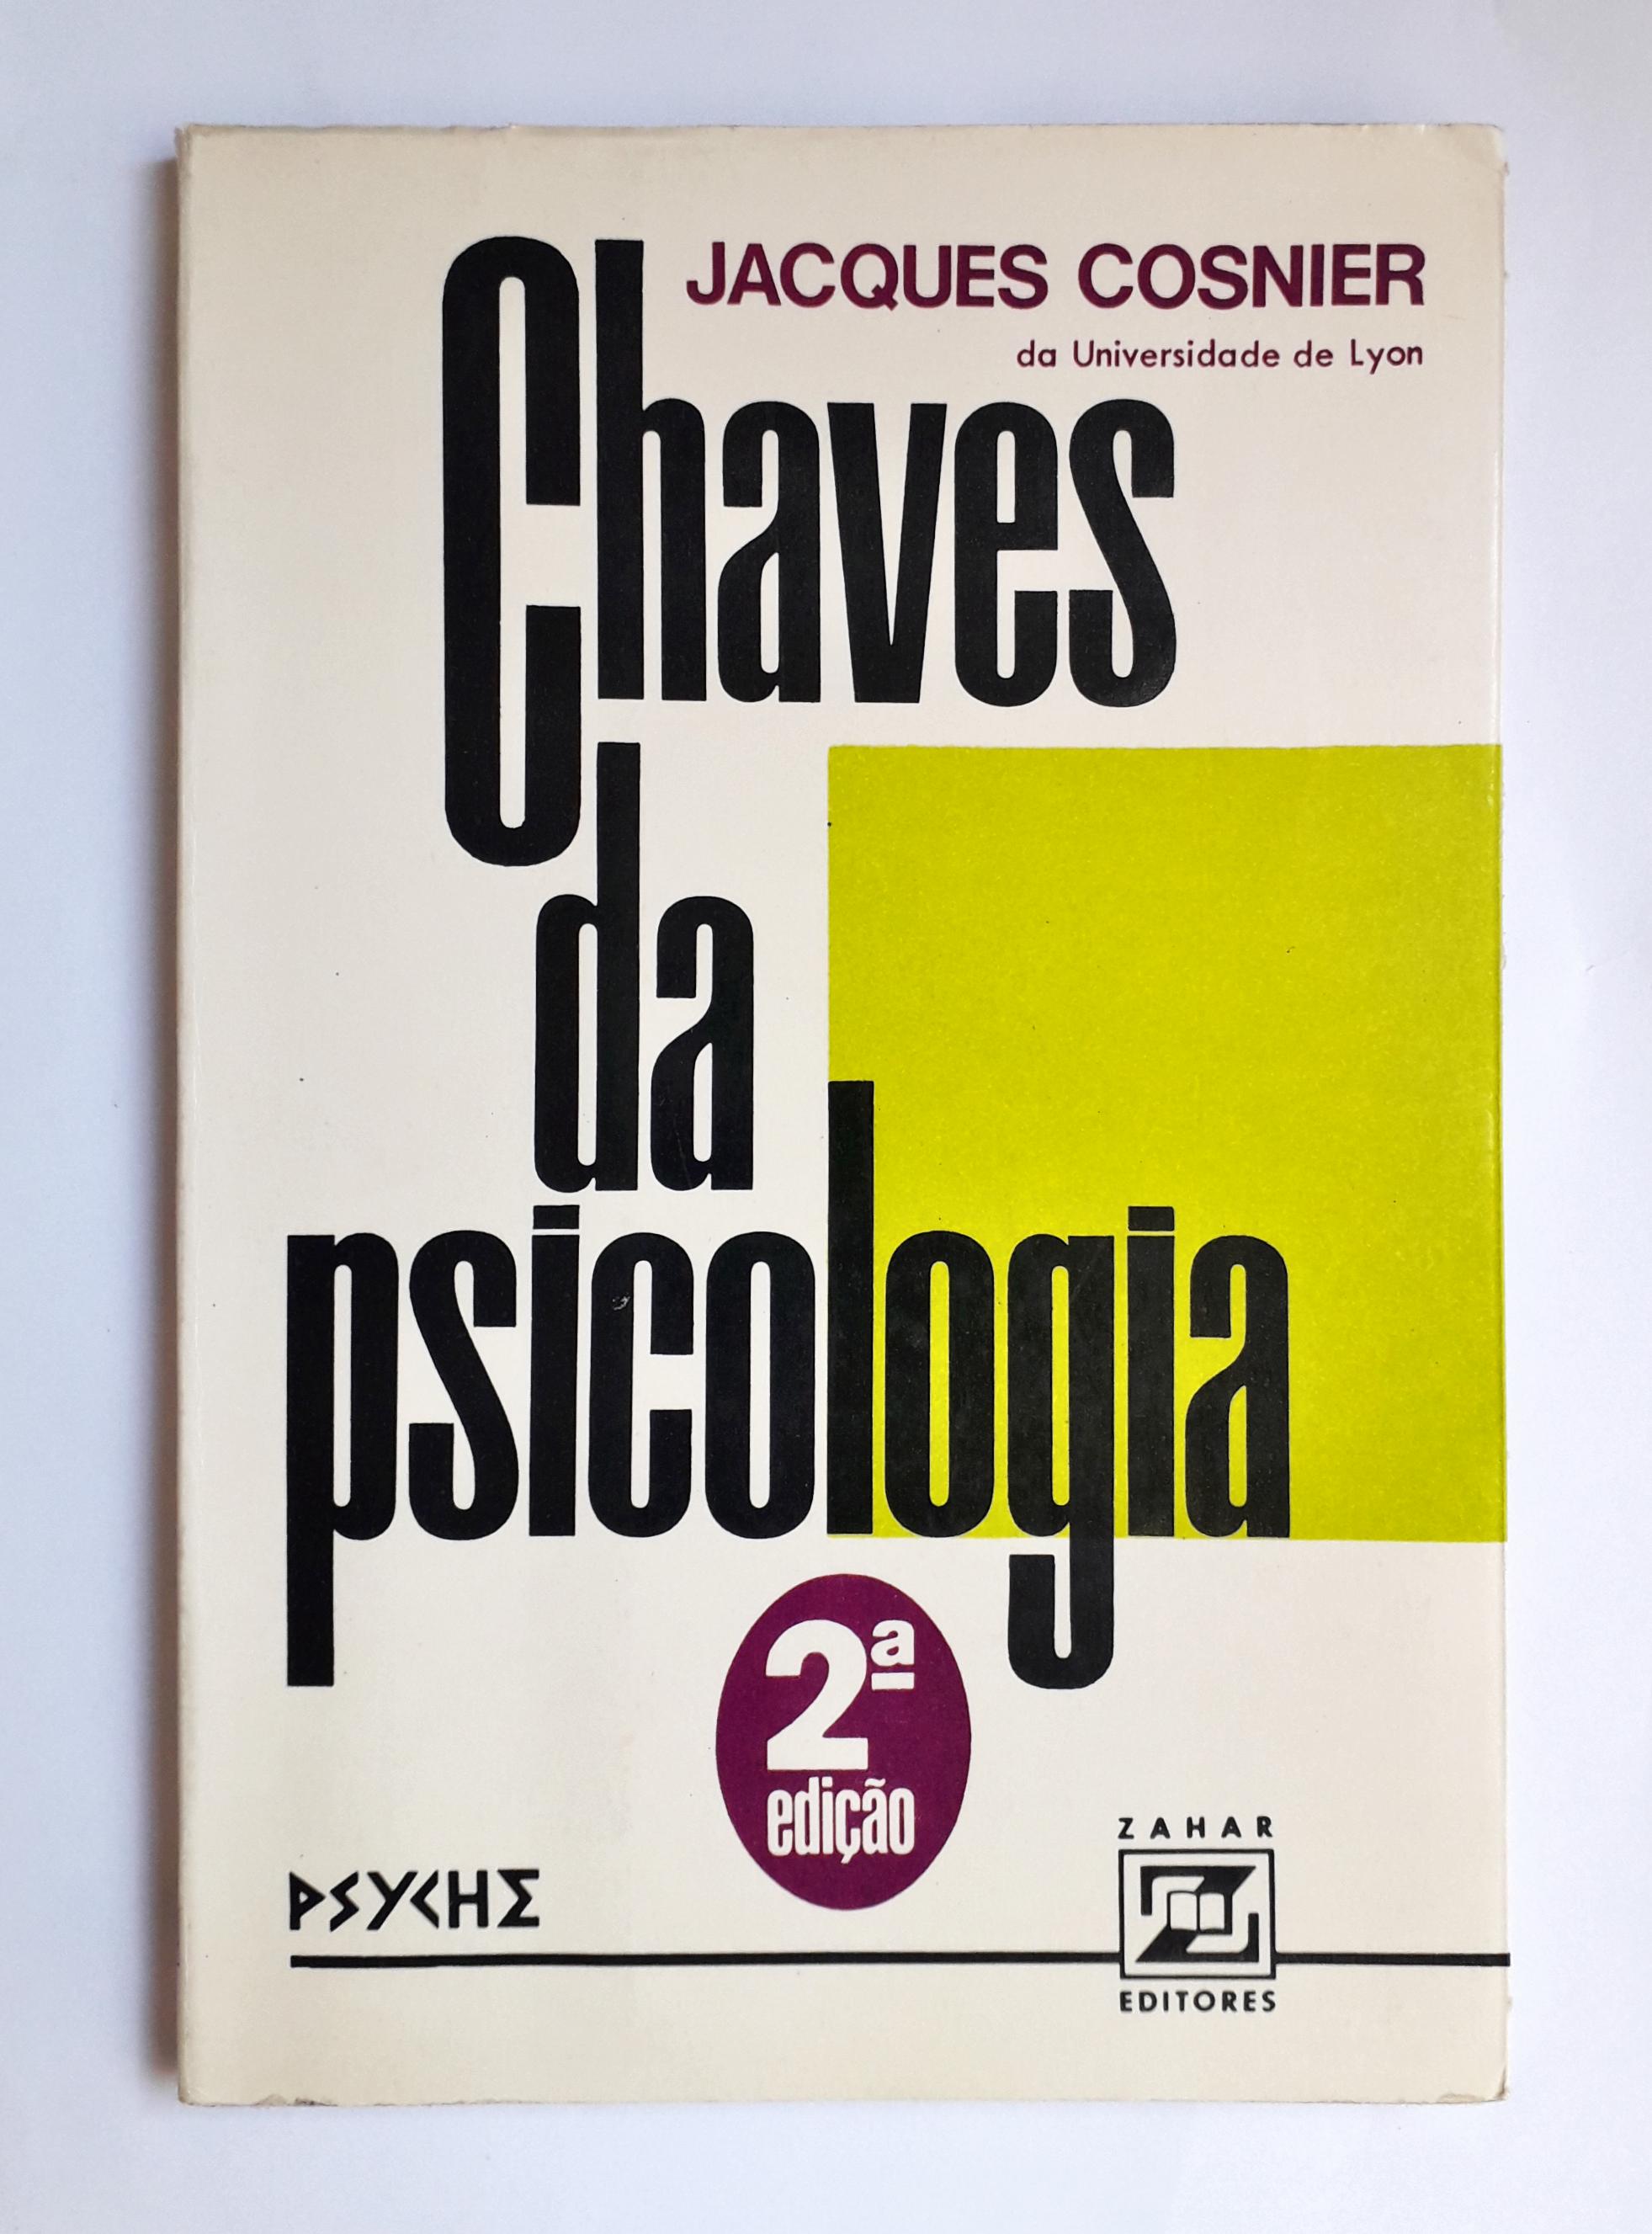 JACQUES COSNIER
da Universidade de Lyon
Chaves
da
psicologia
2ª
edição
PSYCHE
ZAHAR
EDITORES